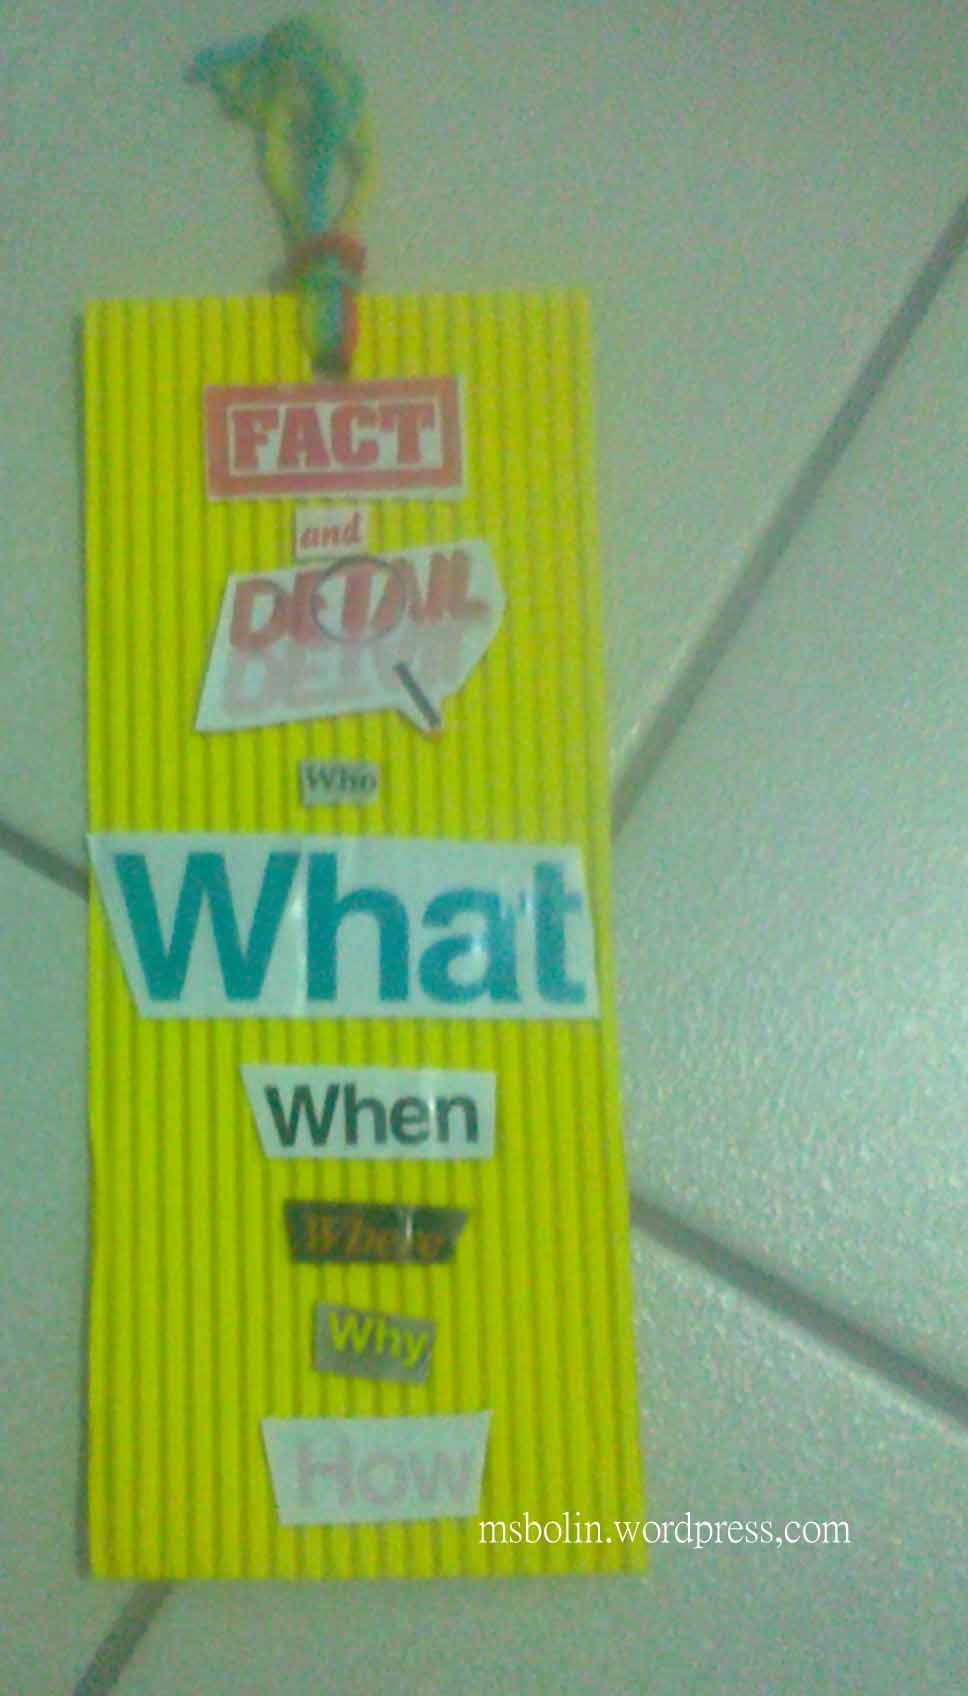 FACT
and
DETAIL
Who
What
When
Where
Why
How
msbolin.wordpress,com